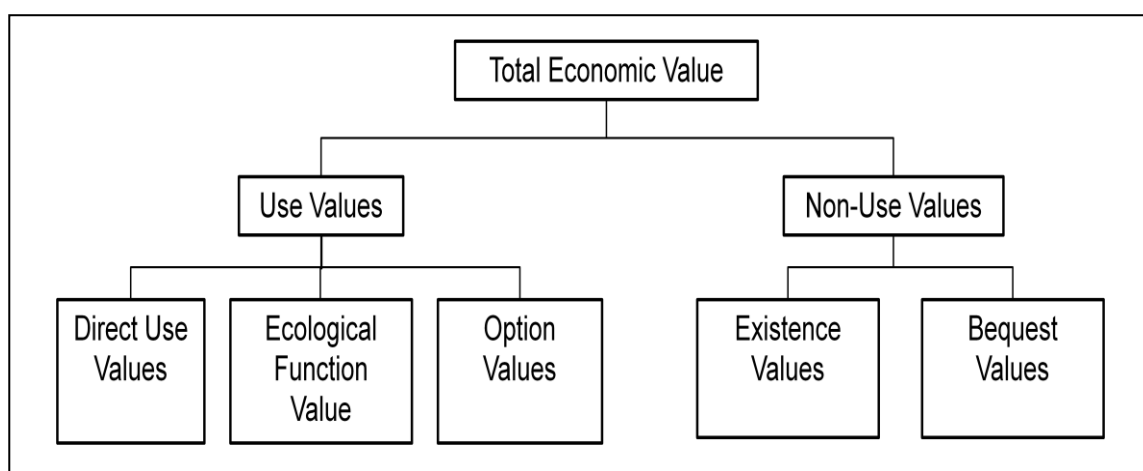 Total Economic Value
Use Values
Non-Use Values
Direct Use
Values
Ecological
Function
Value
Option
Values
Existence
Values
Bequest
Values